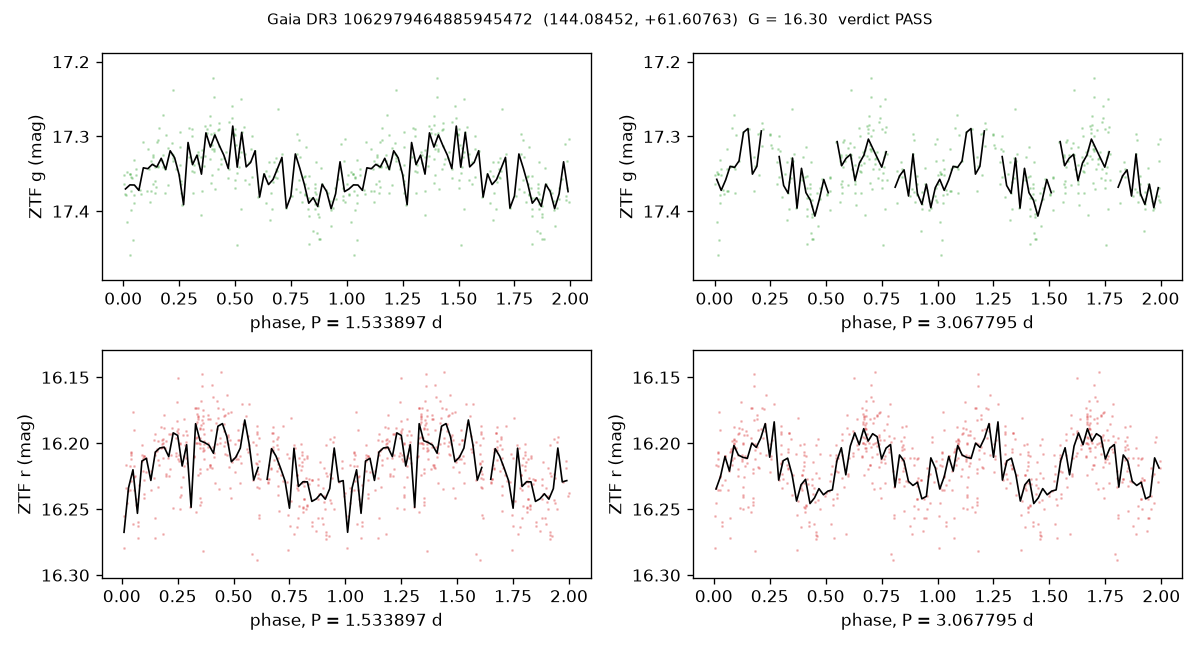 Gaia DR3 1062979464885945472 (144.08452, +61.60763) G = 16.30 verdict PASS
17.2
17.3
17.4
ZTF g (mag)
0.00 0.25 0.50 0.75 1.00 1.25 1.50 1.75 2.00
phase, P = 1.533897 d
17.2
17.3
17.4
ZTF g (mag)
0.00 0.25 0.50 0.75 1.00 1.25 1.50 1.75 2.00
phase, P = 3.067795 d
16.15
16.20
16.25
16.30
ZTF r (mag)
0.00 0.25 0.50 0.75 1.00 1.25 1.50 1.75 2.00
phase, P = 1.533897 d
16.15
16.20
16.25
16.30
ZTF r (mag)
0.00 0.25 0.50 0.75 1.00 1.25 1.50 1.75 2.00
phase, P = 3.067795 d